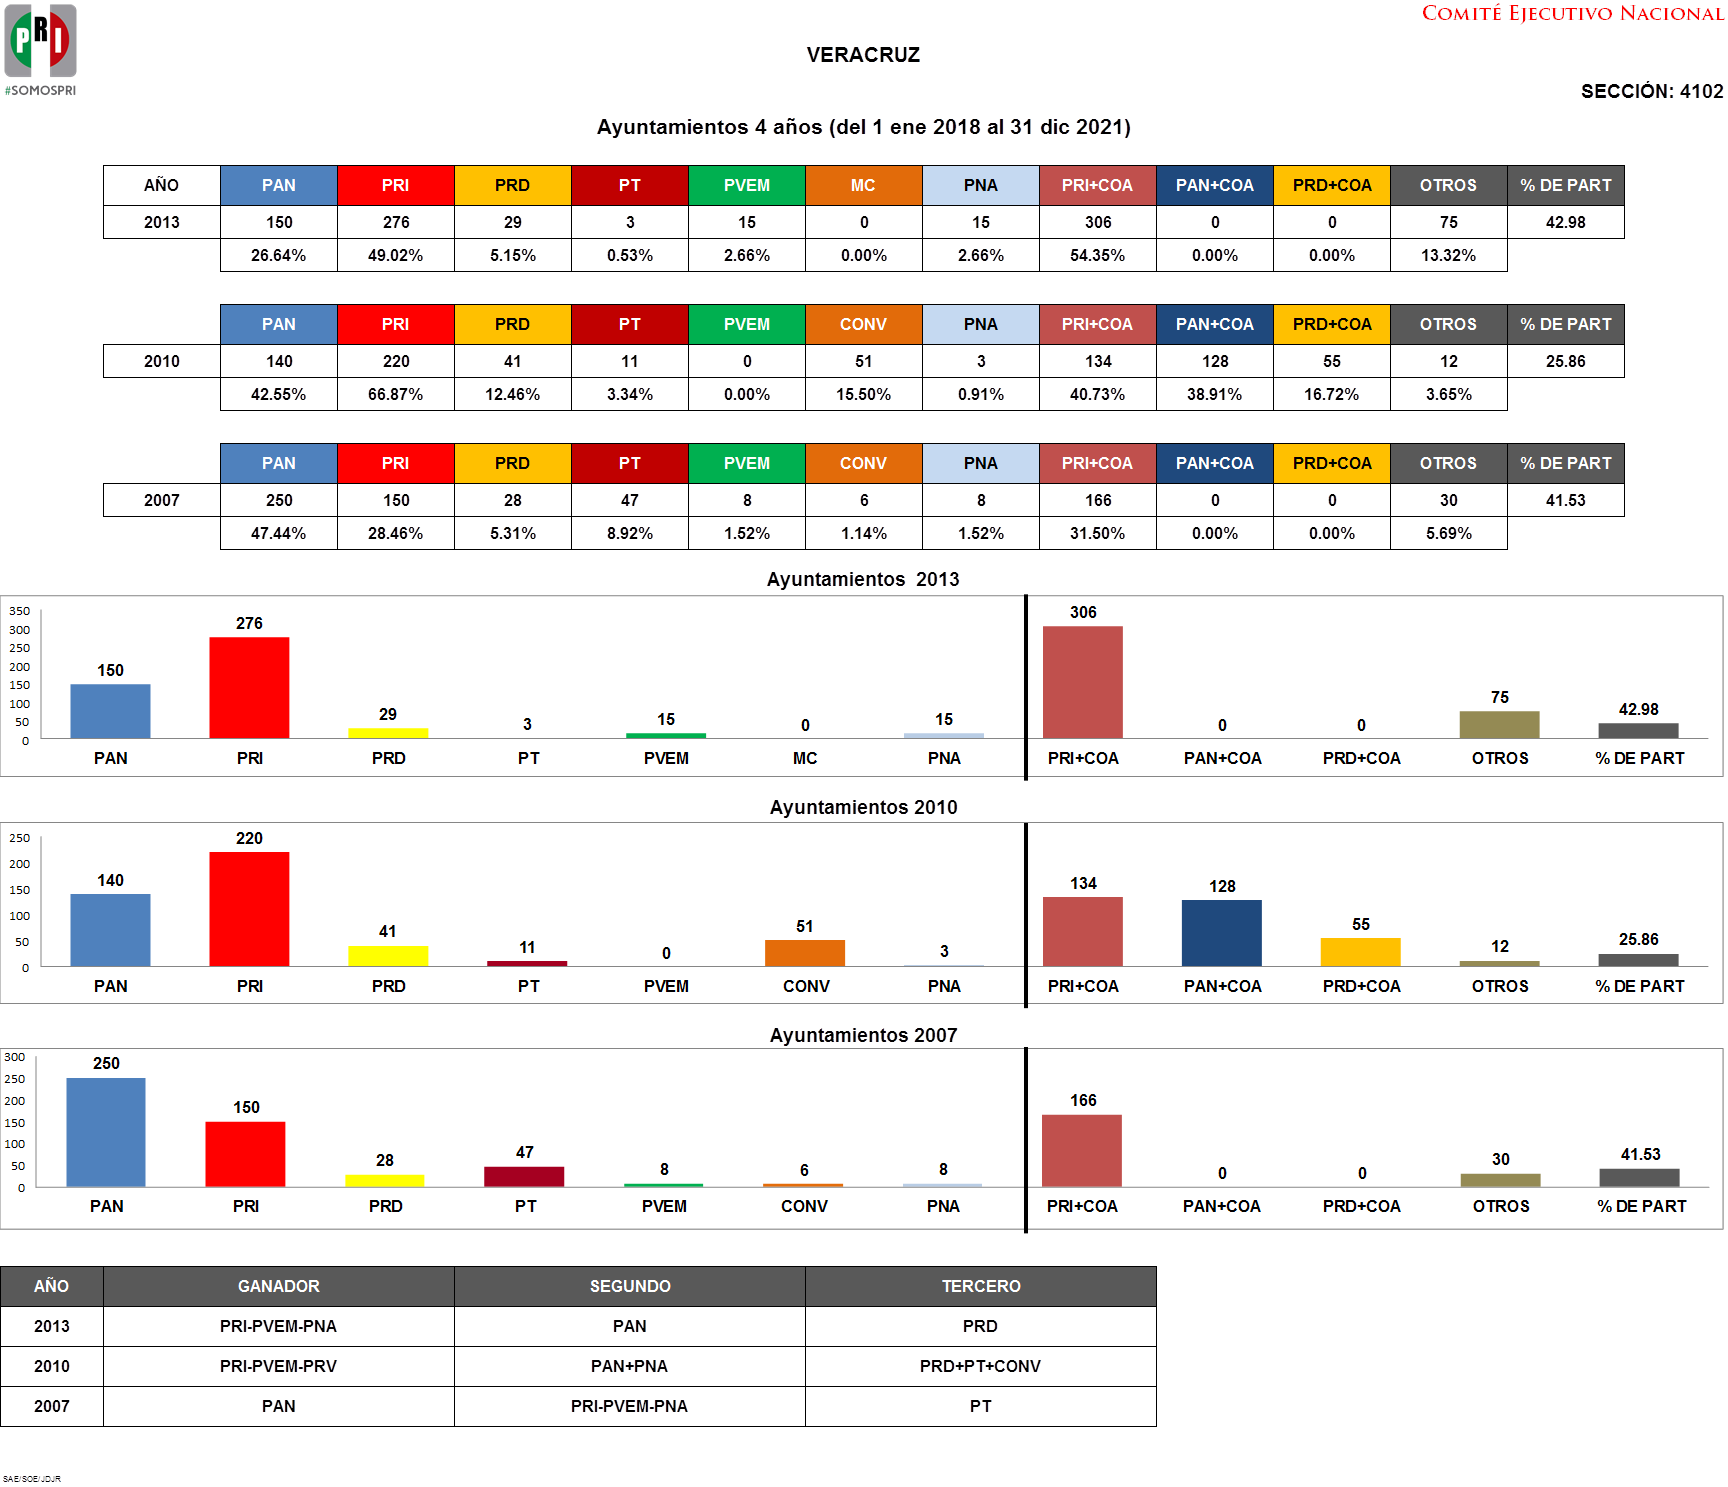 PRI
#SOMOSPRI
COMITÉ EJECUTIVO NACIONAL
VERACRUZ
SECCIÓN: 4102
Ayuntamientos 4 años (del 1 ene 2018 al 31 dic 2021)
AÑO PAN PRI PRD PT PVEM MC PNA PRI+COA PAN+COA PRD+COA OTROS % DE PART
2013 150 276 29 3 15 0 15 306 0 0 75 42.98
26.64% 49.02% 5.15% 0.53% 2.66% 0.00% 2.66% 54.35% 0.00% 0.00% 13.32%
PAN PRI PRD PT PVEM CONV PNA PRI+COA PAN+COA PRD+COA OTROS % DE PART
2010 140 220 41 11 0 51 3 134 128 55 12 25.86
42.55% 66.87% 12.46% 3.34% 0.00% 15.50% 0.91% 40.73% 38.91% 16.72% 3.65%
PAN PRI PRD PT PVEM CONV PNA PRI+COA PAN+COA PRD+COA OTROS % DE PART
2007 250 150 28 47 8 6 8 166 0 0 30 41.53
47.44% 28.46% 5.31% 8.92% 1.52% 1.14% 1.52% 31.50% 0.00% 0.00% 5.69%
Ayuntamientos 2013
350
300
250
200
150
100
50
0
150 276 29 3 15 0 15 306 0 0 75 42.98
PAN PRI PRD PT PVEM MC PNA PRI+COA PAN+COA PRD+COA OTROS % DE PART
Ayuntamientos 2010
250
200
150
100
50
0
140 220 41 11 0 51 3 134 128 55 12 25.86
PAN PRI PRD PT PVEM CONV PNA PRI+COA PAN+COA PRD+COA OTROS % DE PART
Ayuntamientos 2007
300
250
200
150
100
50
0
250 150 28 47 8 6 8 166 0 0 30 41.53
PAN PRI PRD PT PVEM CONV PNA PRI+COA PAN+COA PRD+COA OTROS % DE PART
AÑO GANADOR SEGUNDO TERCERO
2013 PRI-PVEM-PNA PAN PRD
2010 PRI-PVEM-PRV PAN+PNA PRD+PT+CONV
2007 PAN PRI-PVEM-PNA PT
SAE/SOE/JDJR